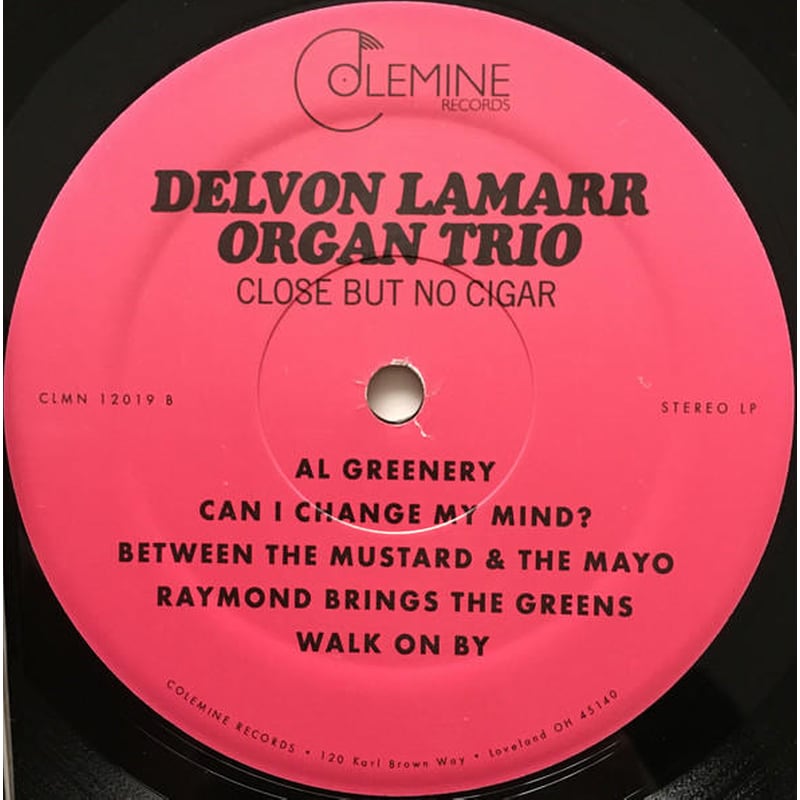 COLEMINE
RECORDS
DELVON LAMARR
ORGAN TRIO
CLOSE BUT NO CIGAR
CLMN 12019 B
STEREO LP
AL GREENERY
CAN I CHANGE MY MIND?
BETWEEN THE MUSTARD & THE MAYO
RAYMOND BRINGS THE GREENS
WALK ON BY
COLEMINE RECORDS • 120 Karl Brown Way • Loveland OH 45140